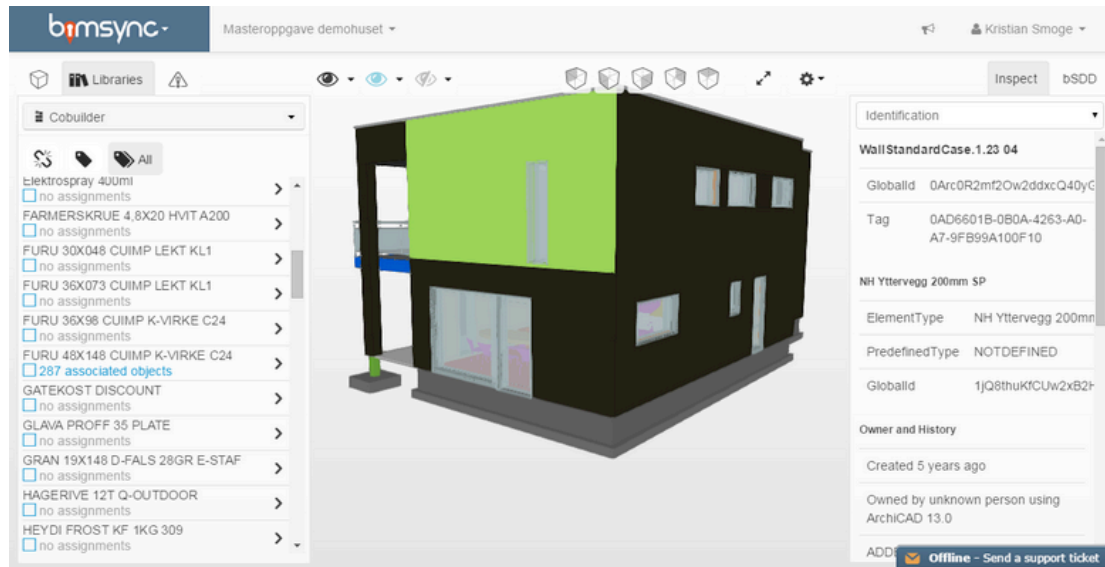 bimsync
Masteroppgave demohuset
Kristian Smoge
Libraries
Inspect
bSDD
Cobuilder
All
Elektrospray 400ml
no assignments
FARMERSKRUE 4,8X20 HVIT A200
no assignments
FURU 30X048 CUIMP LEKT KL1
no assignments
FURU 36X073 CUIMP LEKT KL1
no assignments
FURU 36X98 CUIMP K-VIRKE C24
no assignments
FURU 48X148 CUIMP K-VIRKE C24
287 associated objects
GATEKOST DISCOUNT
no assignments
GLAVA PROFF 35 PLATE
no assignments
GRAN 19X148 D-FALS 28GR E-STAF
no assignments
HAGERIVE 12T Q-OUTDOOR
no assignments
HEYDI FROST KF 1KG 309
no assignments
Identification
WallStandardCase.1.23 04
GlobalId 0Arc0R2mf2Ow2ddxcQ40yG
Tag 0AD6601B-0B0A-4263-A0-
A7-9FB99A100F10
NH Yttervegg 200mm SP
ElementType NH Yttervegg 200mm
PredefinedType NOTDEFINED
GlobalId 1jQ8thuKfCUw2xB2H
Owner and History
Created 5 years ago
Owned by unknown person using
ArchiCAD 13.0
ADDE
Offline – Send a support ticket